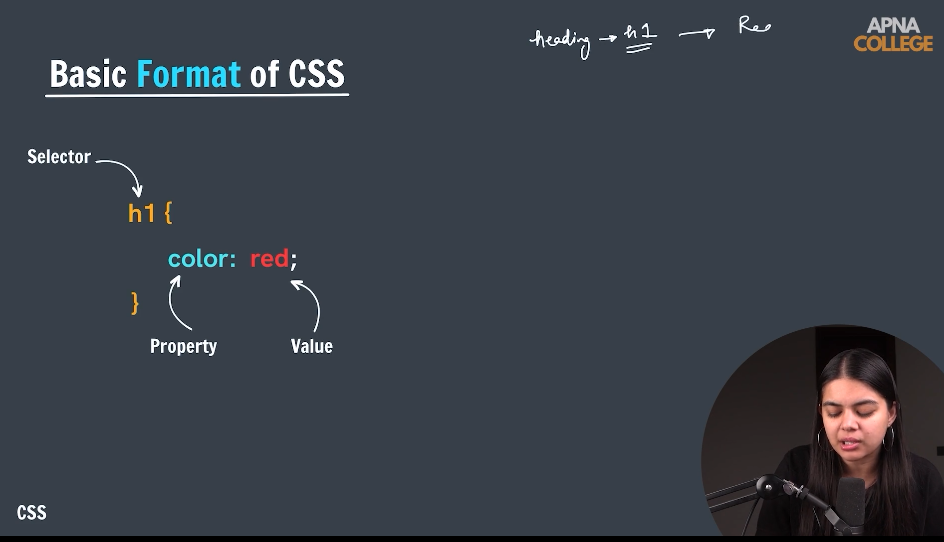 heading → h1 → Re
APNA
COLLEGE
Basic Format of CSS
Selector
h1 {
color: red;
}
Property Value
CSS